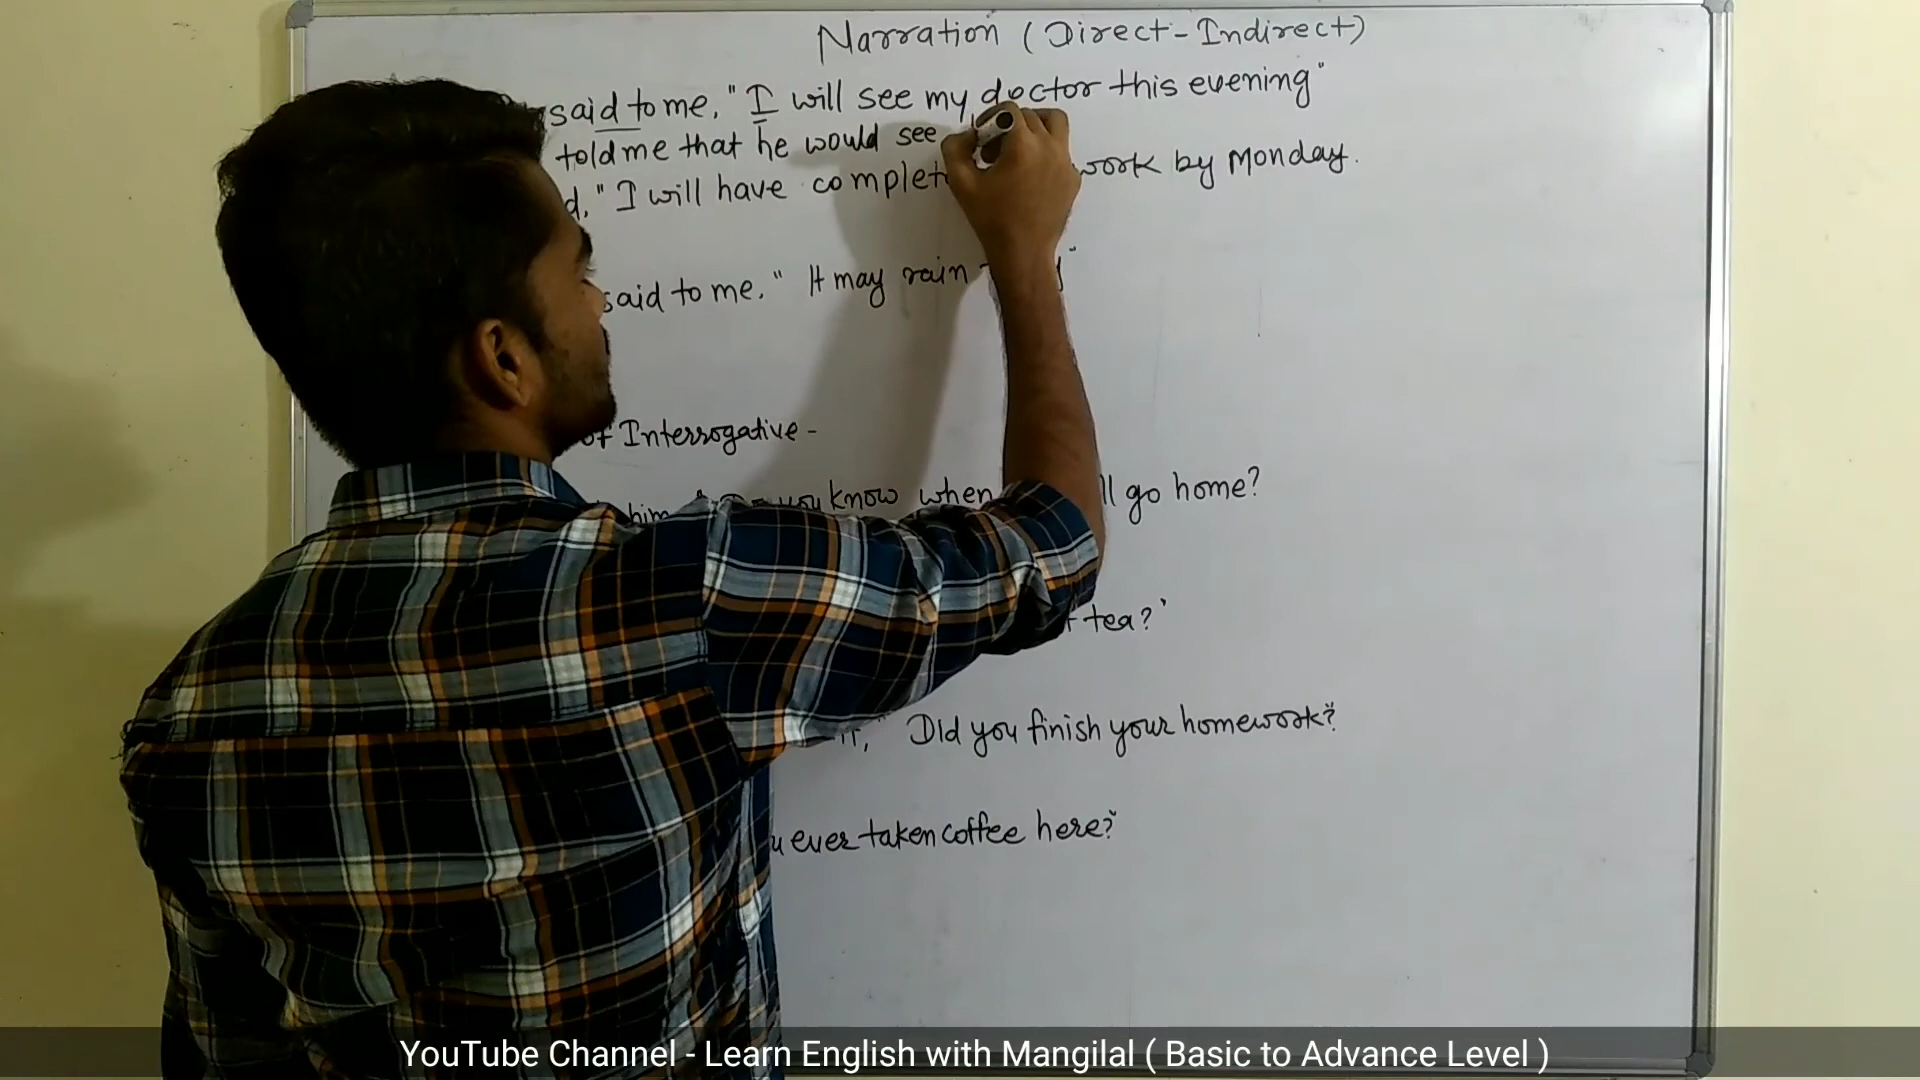 Narration (Direct-Indirect)
said to me, "I will see my doctor this evening"
told me that he would see
"I will have work by Monday.
said to me. "It may rain
of Interrogative -
him you know when go home?
tea?'
Did you finish your homework?"
ever taken coffee here?"
YouTube Channel - Learn English with Mangilal ( Basic to Advance Level )